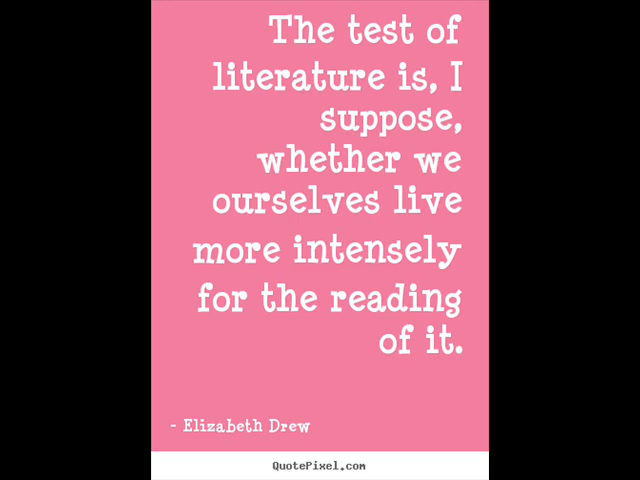 The test of
literature is, I
suppose,
whether we
ourselves live
more intensely
for the reading
of it.
- Elizabeth Drew
QuotePixel.com